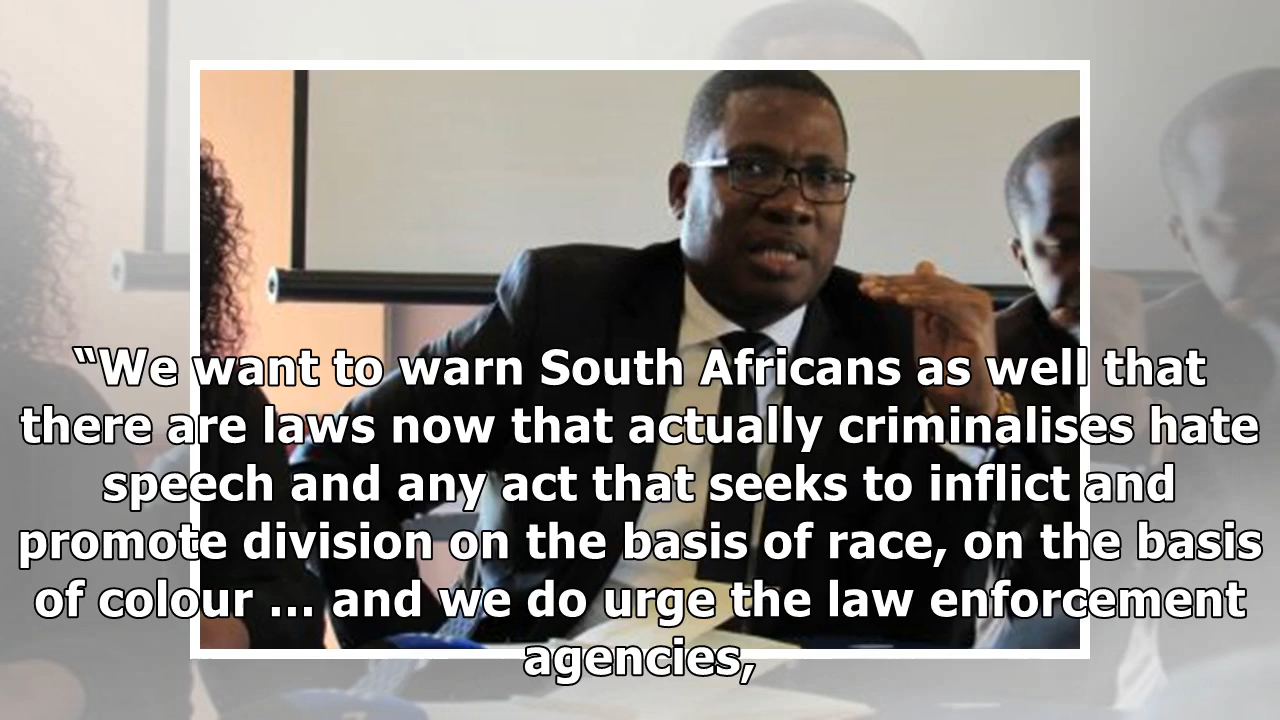 “We want to warn South Africans as well that
there are laws now that actually criminalises hate
speech and any act that seeks to inflict and
promote division on the basis of race, on the basis
of colour ... and we do urge the law enforcement
agencies,